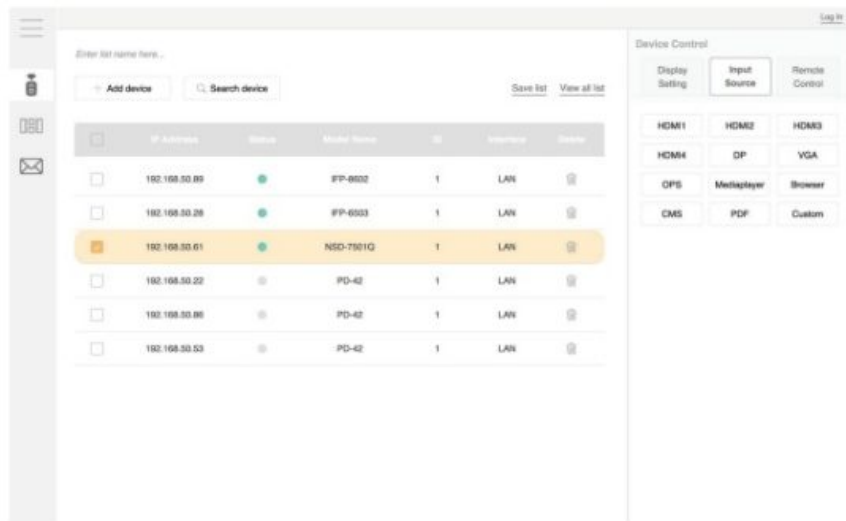 Log In
Enter list name here...
+ Add device
Search device
Save list
View all list
IP Address Status Model Name ID Interface Delete
192.168.50.89 IFP-8602 1 LAN
192.168.50.28 IFP-6503 1 LAN
192.168.50.61 NSD-7501Q 1 LAN
192.168.50.22 PD-42 1 LAN
192.168.50.86 PD-42 1 LAN
192.168.50.53 PD-42 1 LAN
Device Control
Display Setting
Input Source
Remote Control
HDMI1 HDMI2 HDMI3
HDMI4 DP VGA
OPS Mediaplayer Browser
CMS PDF Custom